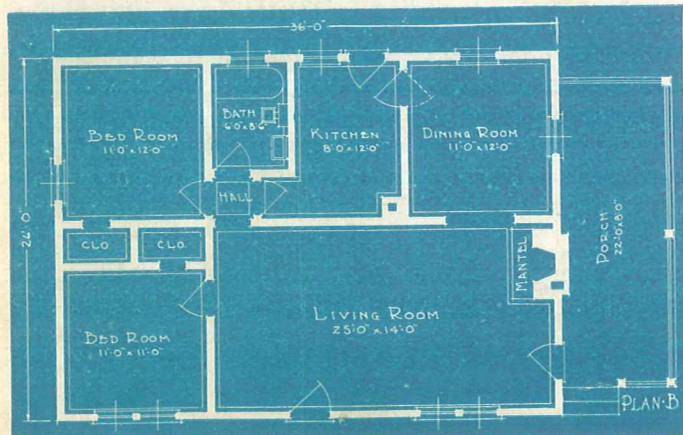 36'-0"
BED ROOM
11'-0" x 12'-0"
BATH
6'-0" x 8'-6"
KITCHEN
8'-0" x 12'-0"
DINING ROOM
11'-0" x 12'-0"
HALL
26'-0"
CLO.
CLO.
PORCH
22'-0" x 8'-0"
MANTEL
LIVING ROOM
25'-0" x 14'-0"
BED ROOM
11'-0" x 11'-0"
PLAN·B